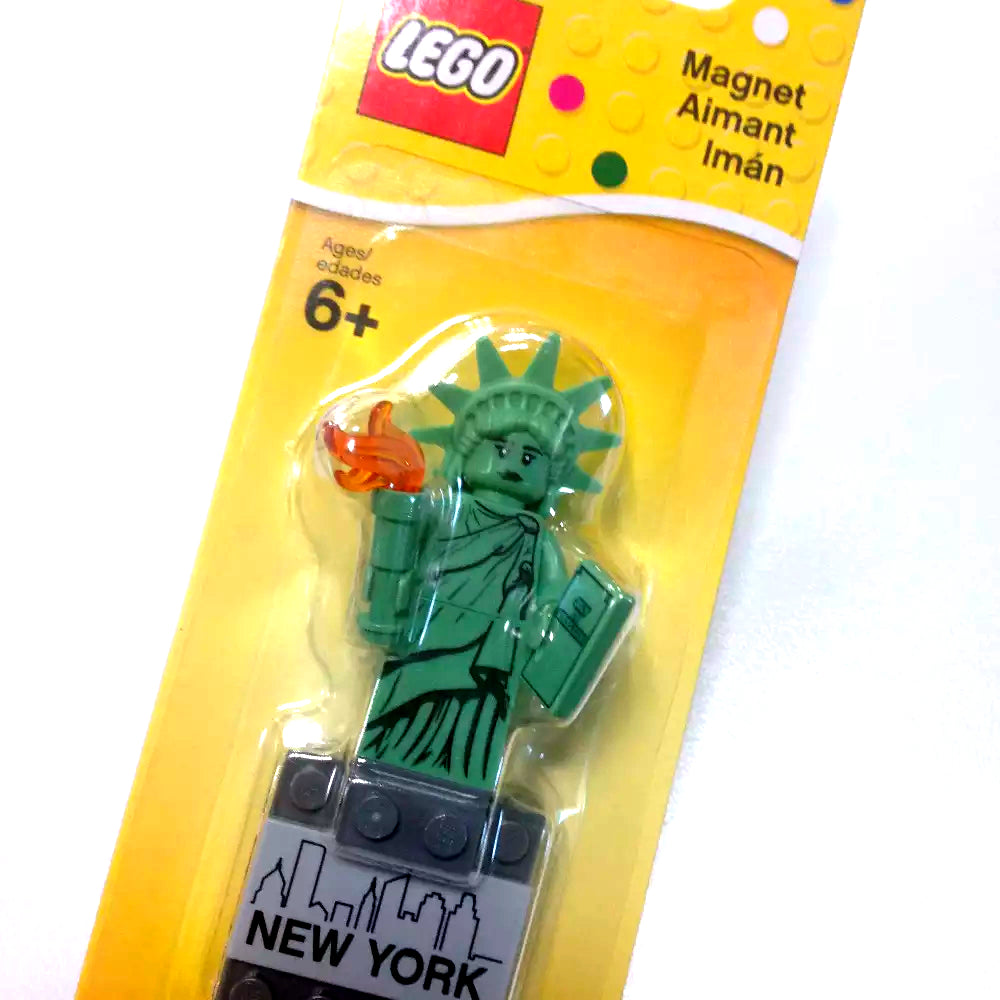 LEGO
Magnet
Aimant
Imán
Ages/
edades
6+
NEW YORK